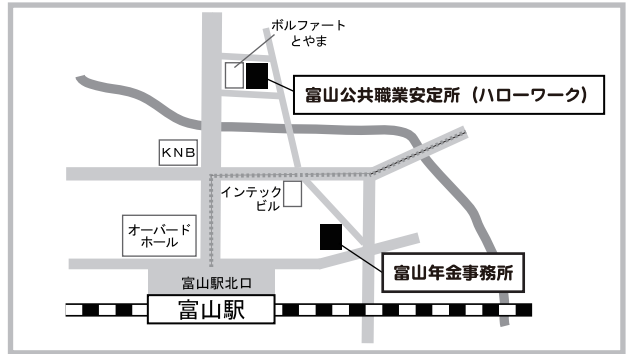 ボルファート
とやま
富山公共職業安定所（ハローワーク）
KNB
インテック
ビル
オーバード
ホール
富山年金事務所
富山駅北口
富山駅